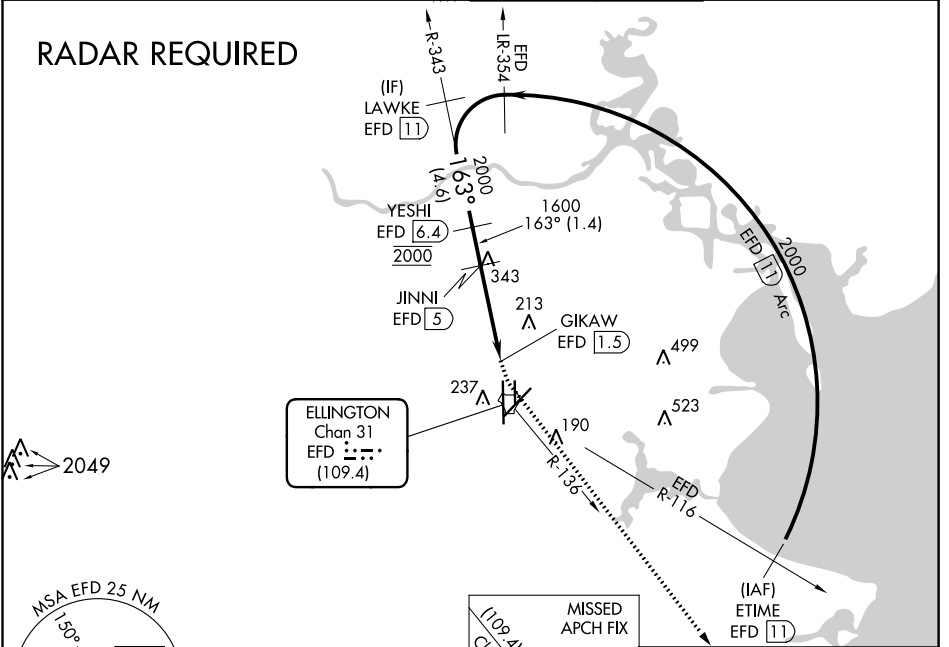 RADAR REQUIRED
R-343
EFD
LR-354
(IF)
LAWKE
EFD 11
2000
163°
(4.6)
YESHI
EFD 6.4
2000
1600
163° (1.4)
343
JINNI
EFD 5
213
GIKAW
EFD 1.5
EFD 11 Arc
2000
499
523
237
190
ELLINGTON
Chan 31
EFD
(109.4)
R-136
EFD
R-116
2049
(IAF)
ETIME
EFD 11
MSA EFD 25 NM
150°
(109.4)
MISSED
APCH FIX